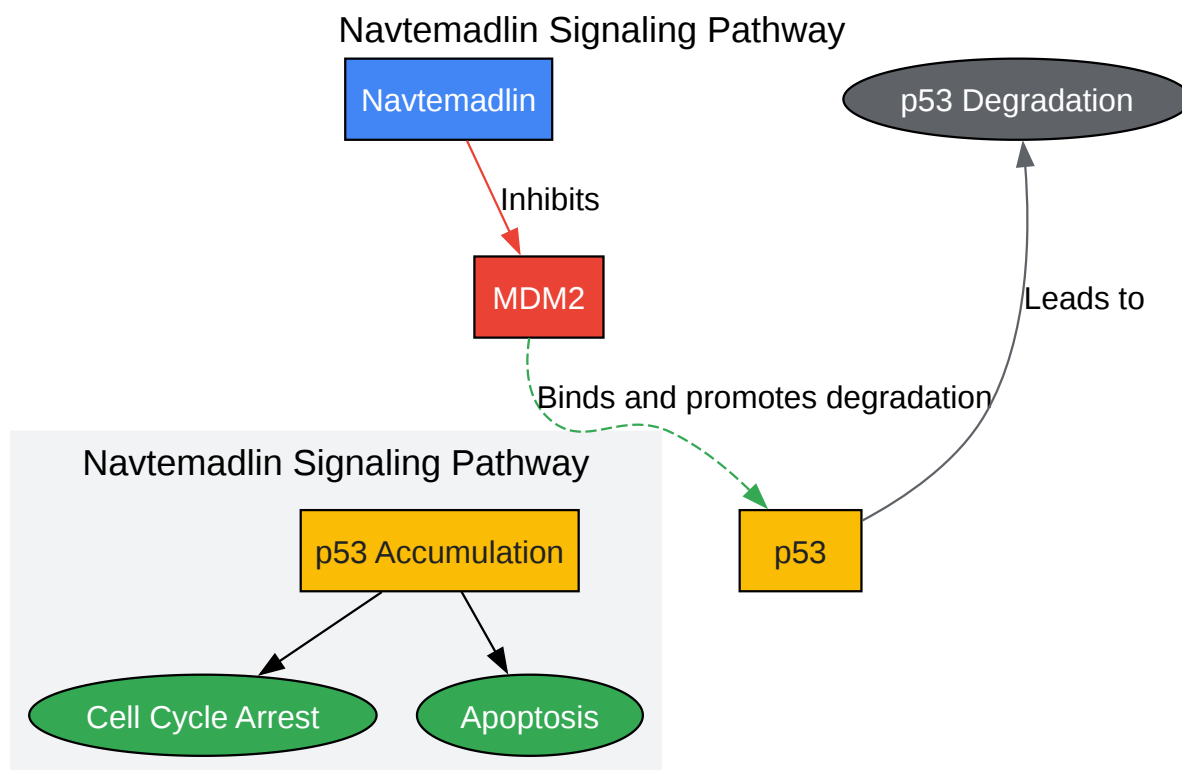 Navtemadlin Signaling Pathway
Navtemadlin
p53 Degradation
Inhibits
MDM2
Leads to
Binds and promotes degradation
Navtemadlin Signaling Pathway
p53 Accumulation
p53
Cell Cycle Arrest
Apoptosis